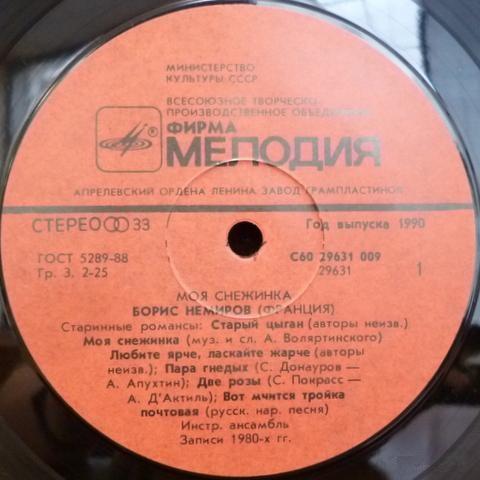 МИНИСТЕРСТВО
КУЛЬТУРЫ СССР
ВСЕСОЮЗНОЕ ТВОРЧЕСКО-
ПРОИЗВОДСТВЕННОЕ ОБЪЕДИНЕНИЕ
ФИРМА
МЕЛОДИЯ
АПРЕЛЕВСКИЙ ОРДЕНА ЛЕНИНА ЗАВОД ГРАМПЛАСТИНОК
СТЕРЕО 33
Год выпуска 1990
ГОСТ 5289-88
С60 29631 009
Гр. 3. 2-25
29631
1
МОЯ СНЕЖИНКА
БОРИС НЕМИРОВ (ФРАНЦИЯ)
Старинные романсы: Старый цыган (авторы неизв.)
Моя снежинка (муз. и сл. А. Воляртинского)
Любите ярче, ласкайте жарче (авторы
неизв.); Пара гнедых (С. Донауров —
А. Апухтин); Две розы (С. Покрасс —
А. Д'Актиль); Вот мчится тройка
почтовая (русск. нар. песня)
Инстр. ансамбль
Записи 1980-х гг.